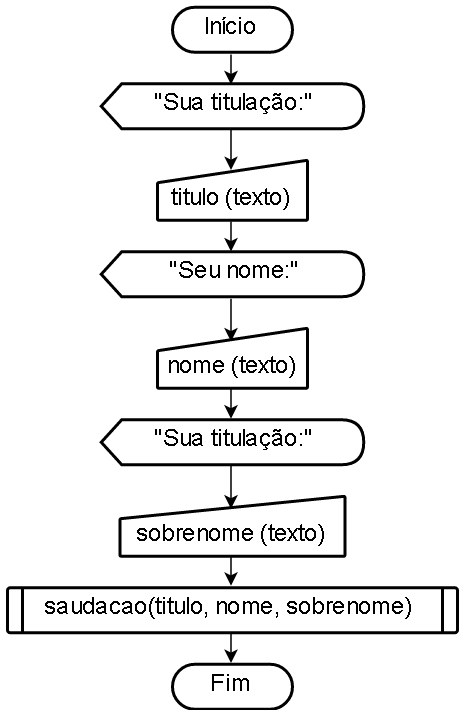 Início
"Sua titulação:"
titulo (texto)
"Seu nome:"
nome (texto)
"Sua titulação:"
sobrenome (texto)
saudacao(titulo, nome, sobrenome)
Fim